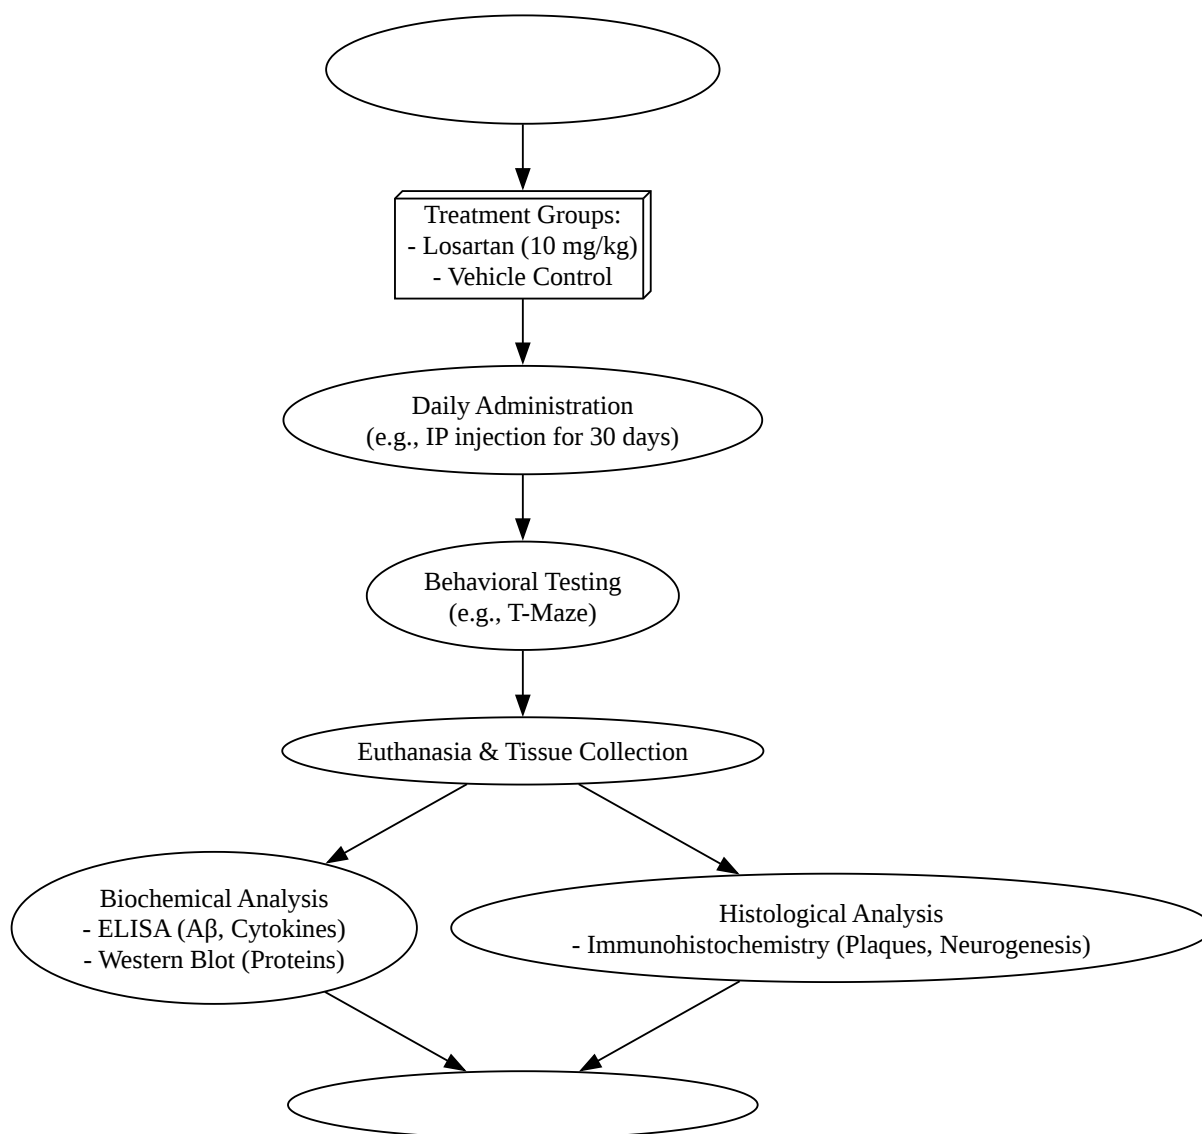 Treatment Groups:
- Losartan (10 mg/kg)
- Vehicle Control
Daily Administration
(e.g., IP injection for 30 days)
Behavioral Testing
(e.g., T-Maze)
Euthanasia & Tissue Collection
Biochemical Analysis
- ELISA (Aβ, Cytokines)
- Western Blot (Proteins)
Histological Analysis
- Immunohistochemistry (Plaques, Neurogenesis)